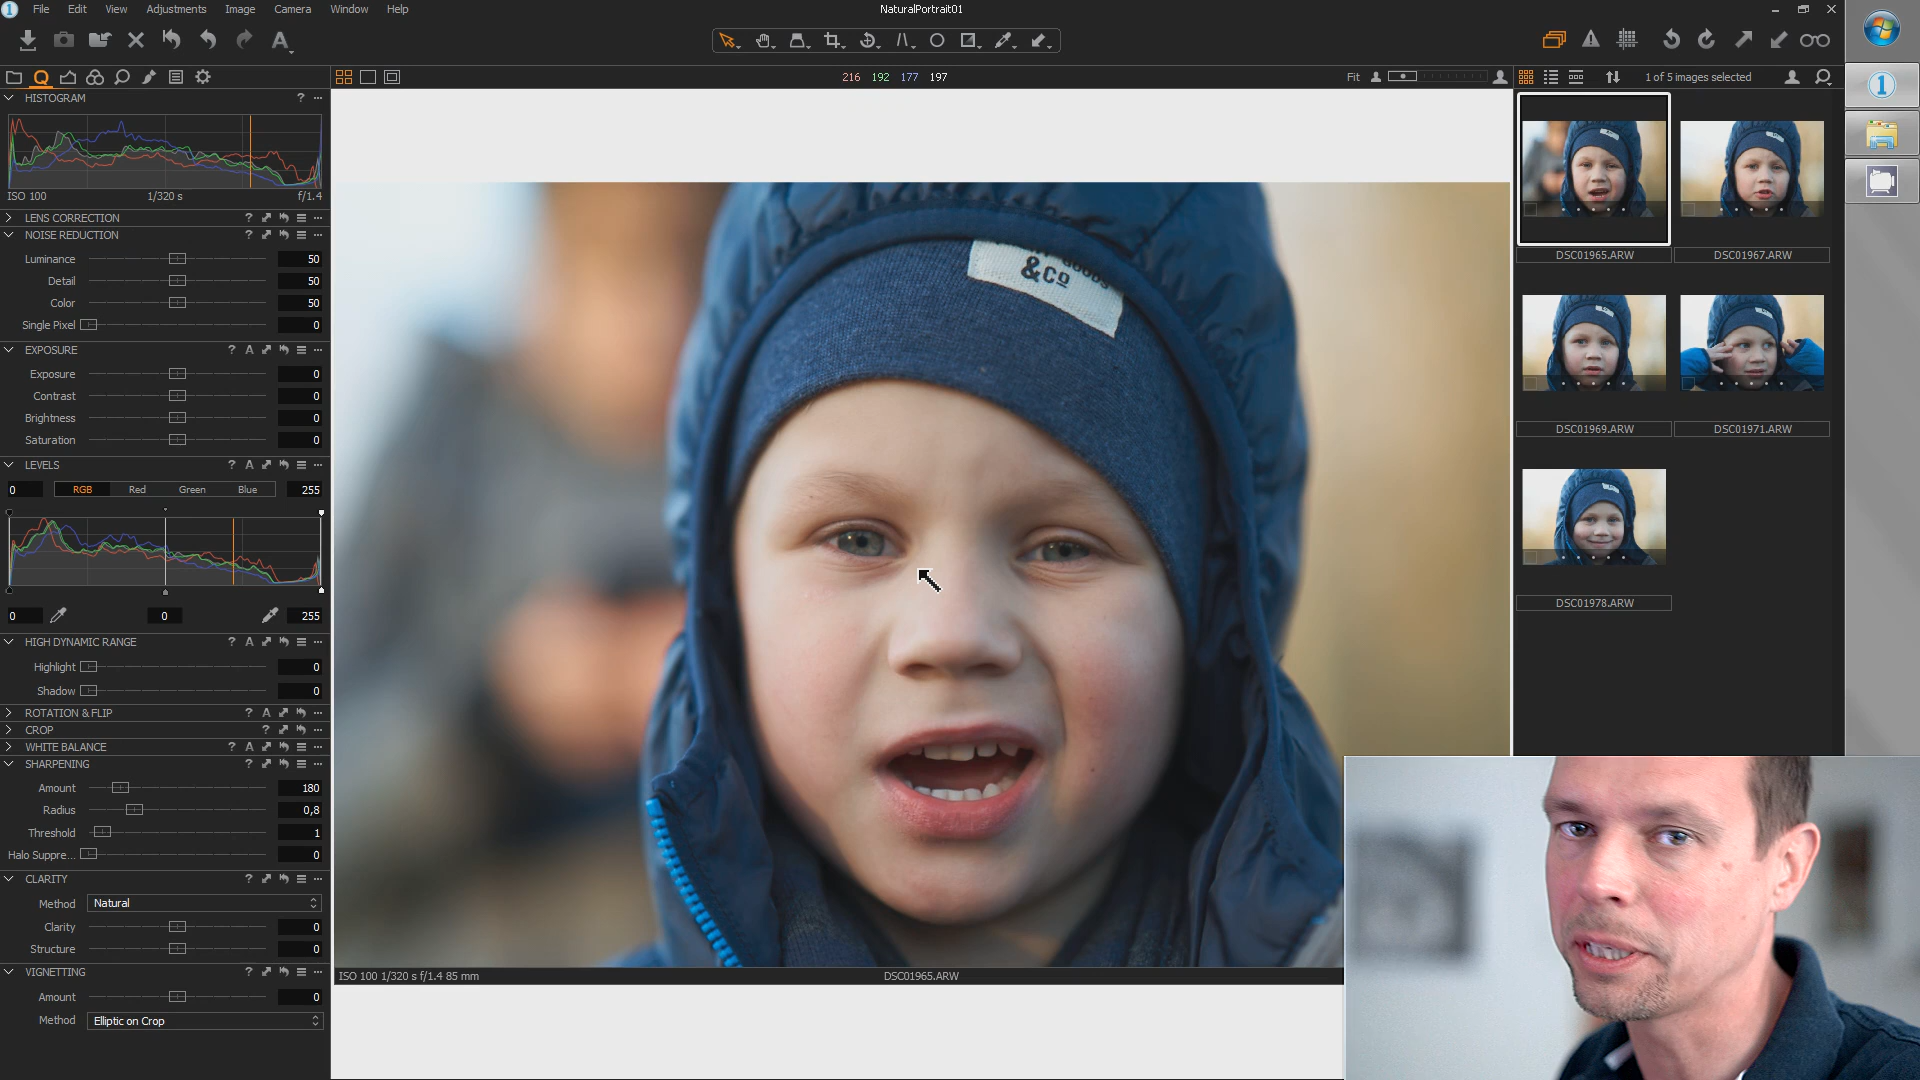 File Edit View Adjustments Image Camera Window Help
NaturalPortrait01
216 192 177 197
Fit
1 of 5 images selected
HISTOGRAM
ISO 100 1/320 s f/1.4
LENS CORRECTION
NOISE REDUCTION
Luminance 50
Detail 50
Color 50
Single Pixel 0
EXPOSURE
Exposure 0
Contrast 0
Brightness 0
Saturation 0
LEVELS
0 RGB Red Green Blue 255
0 0 255
HIGH DYNAMIC RANGE
Highlight 0
Shadow 0
ROTATION & FLIP
CROP
WHITE BALANCE
SHARPENING
Amount 180
Radius 0,8
Threshold 1
Halo Suppre... 0
CLARITY
Method Natural
Clarity 0
Structure 0
VIGNETTING
Amount 0
Method Elliptic on Crop
&Co
ISO 100 1/320 s f/1.4 85 mm
DSC01965.ARW
DSC01965.ARW
DSC01967.ARW
DSC01969.ARW
DSC01971.ARW
DSC01978.ARW